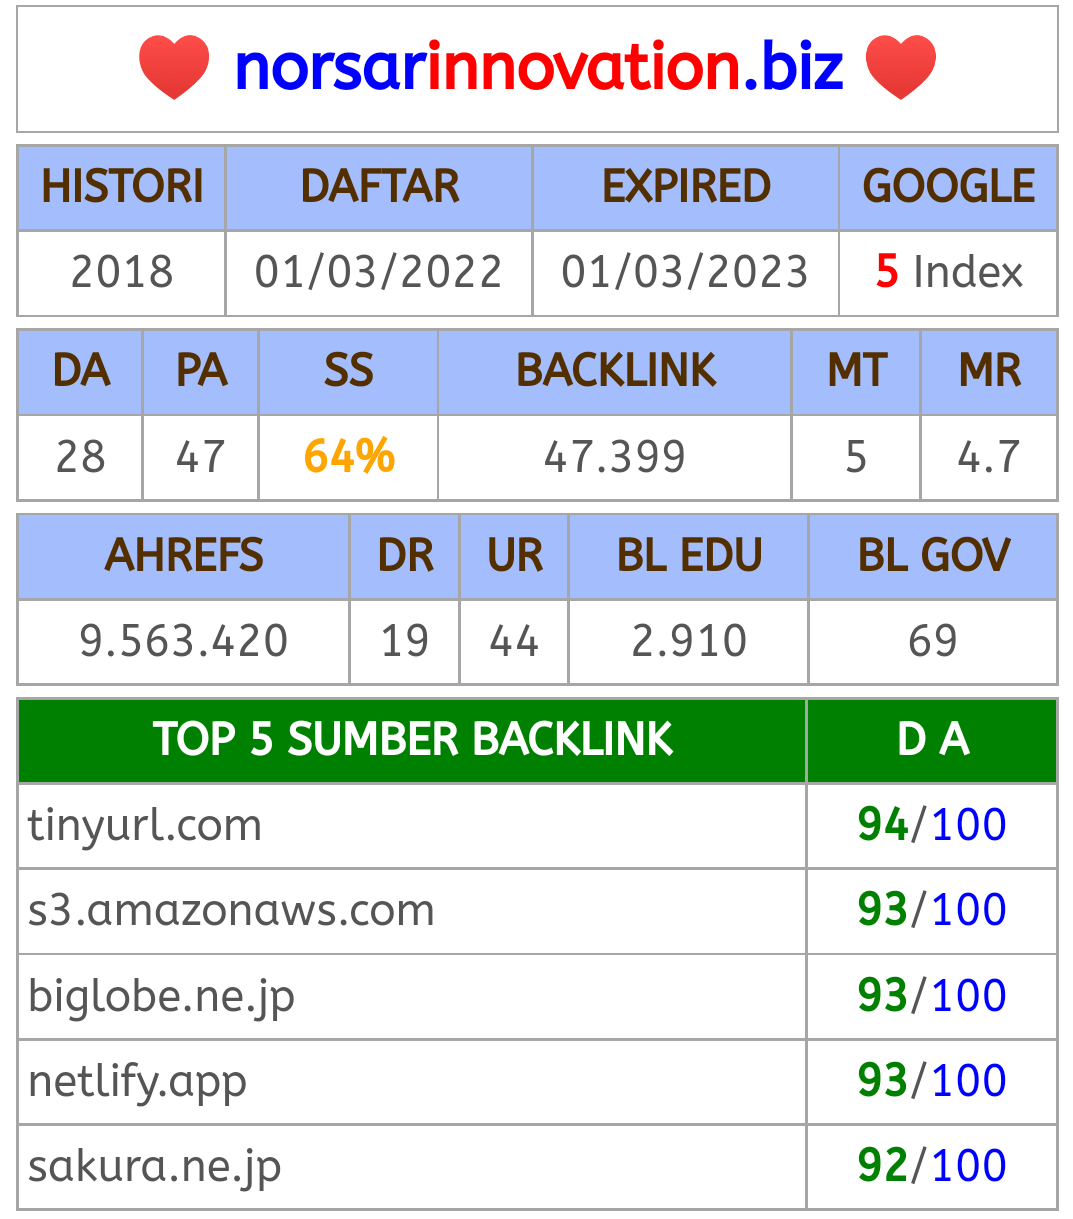 norsarinnovation.biz
HISTORI DAFTAR EXPIRED GOOGLE
2018 01/03/2022 01/03/2023 5 Index
DA PA SS BACKLINK MT MR
28 47 64% 47.399 5 4.7
AHREFS DR UR BL EDU BL GOV
9.563.420 19 44 2.910 69
TOP 5 SUMBER BACKLINK D A
tinyurl.com 94/100
s3.amazonaws.com 93/100
biglobe.ne.jp 93/100
netlify.app 93/100
sakura.ne.jp 92/100